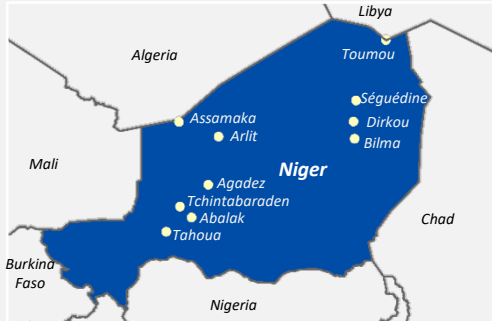 Libya
Algeria
Toumou
Séguédine
Assamaka
Dirkou
Arlit
Mali
Bilma
Niger
Agadez
Tchintabaraden
Abalak
Chad
Tahoua
Burkina
Faso
Nigeria